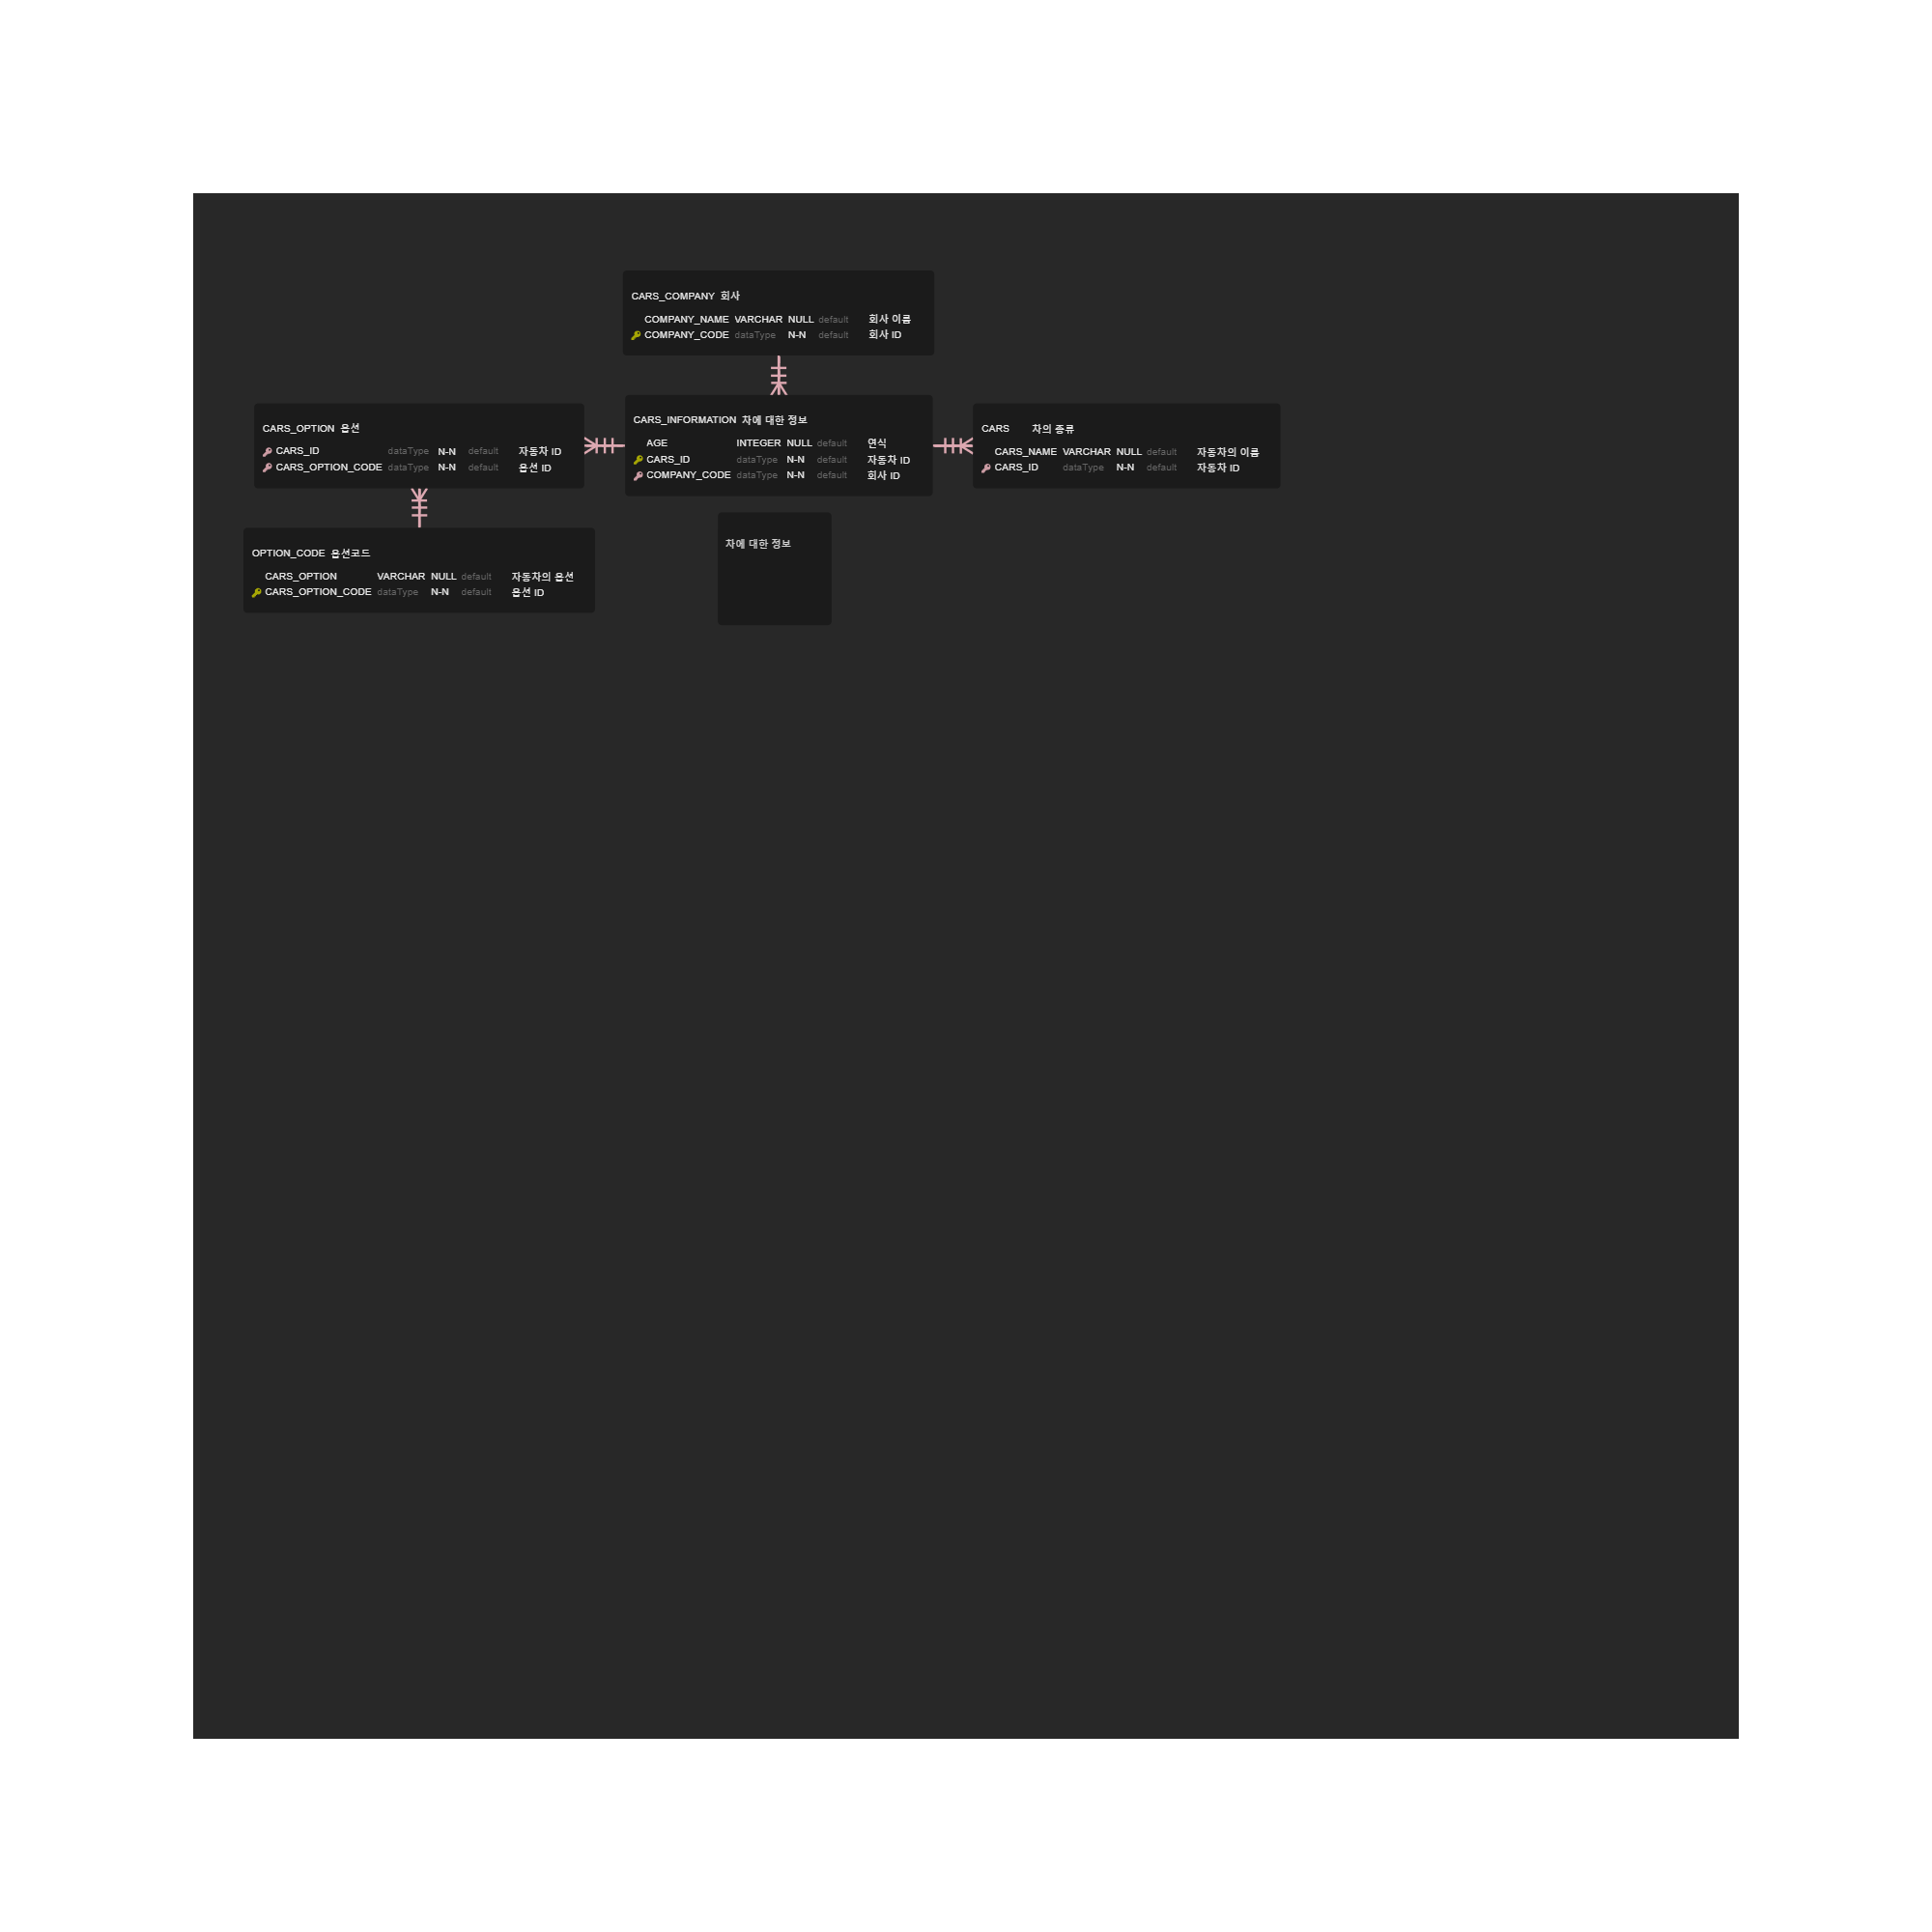 CARS_COMPANY 회사
COMPANY_NAME VARCHAR NULL default 회사 이름
COMPANY_CODE dataType N-N default 회사 ID
CARS_OPTION 옵션
CARS_ID dataType N-N default 자동차 ID
CARS_OPTION_CODE dataType N-N default 옵션 ID
CARS_INFORMATION 차에 대한 정보
AGE INTEGER NULL default 연식
CARS_ID dataType N-N default 자동차 ID
COMPANY_CODE dataType N-N default 회사 ID
CARS 차의 종류
CARS_NAME VARCHAR NULL default 자동차의 이름
CARS_ID dataType N-N default 자동차 ID
OPTION_CODE 옵션코드
CARS_OPTION VARCHAR NULL default 자동차의 옵션
CARS_OPTION_CODE dataType N-N default 옵션 ID
차에 대한 정보